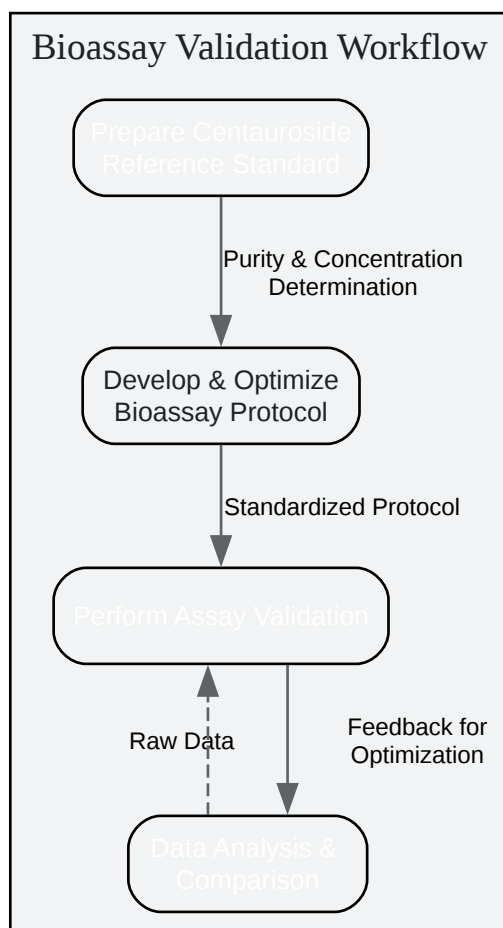 Bioassay Validation Workflow
Prepare Centauroside
Reference Standard
Purity & Concentration
Determination
Develop & Optimize
Bioassay Protocol
Standardized Protocol
Perform Assay Validation
Raw Data
Feedback for
Optimization
Data Analysis &
Comparison